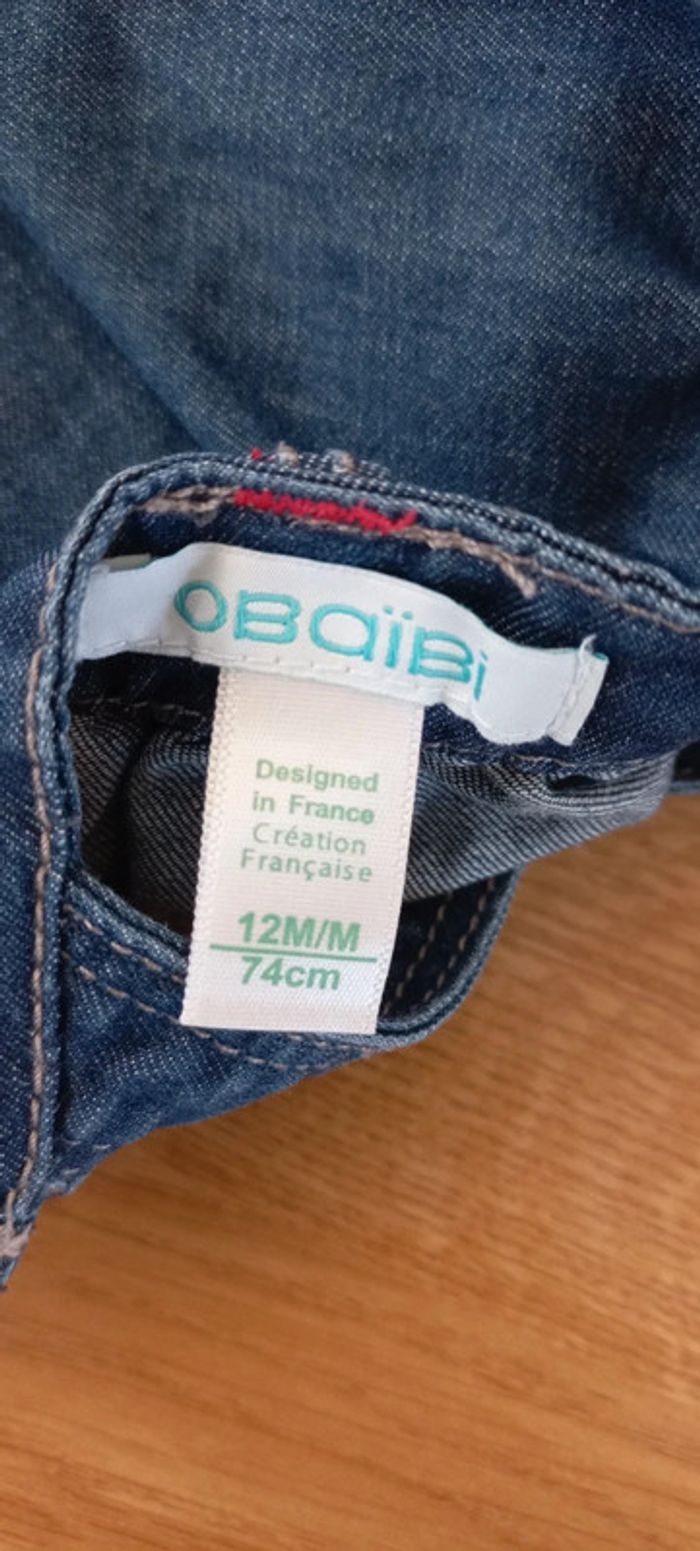 OBAÏBI
Designed
in France
Création
Française
12M/M
74cm